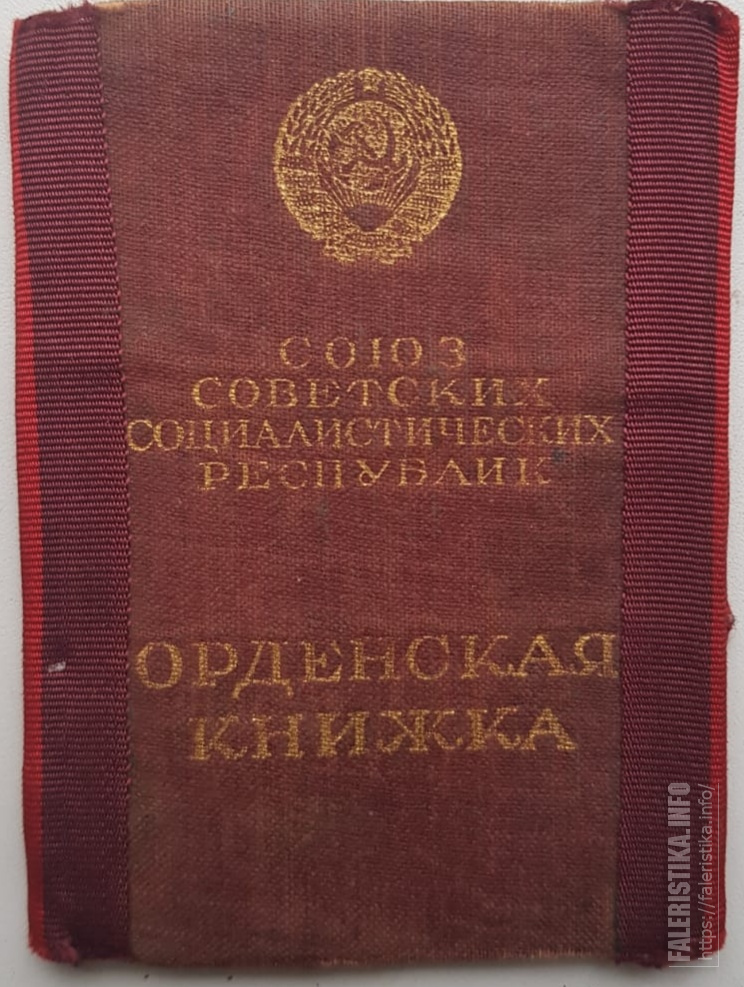 СОЮЗ
СОВЕТСКИХ
СОЦИАЛИСТИЧЕСКИХ
РЕСПУБЛИК
ОРДЕНСКАЯ
КНИЖКА
FALERISTIKA.INFO
https://faleristika.info/